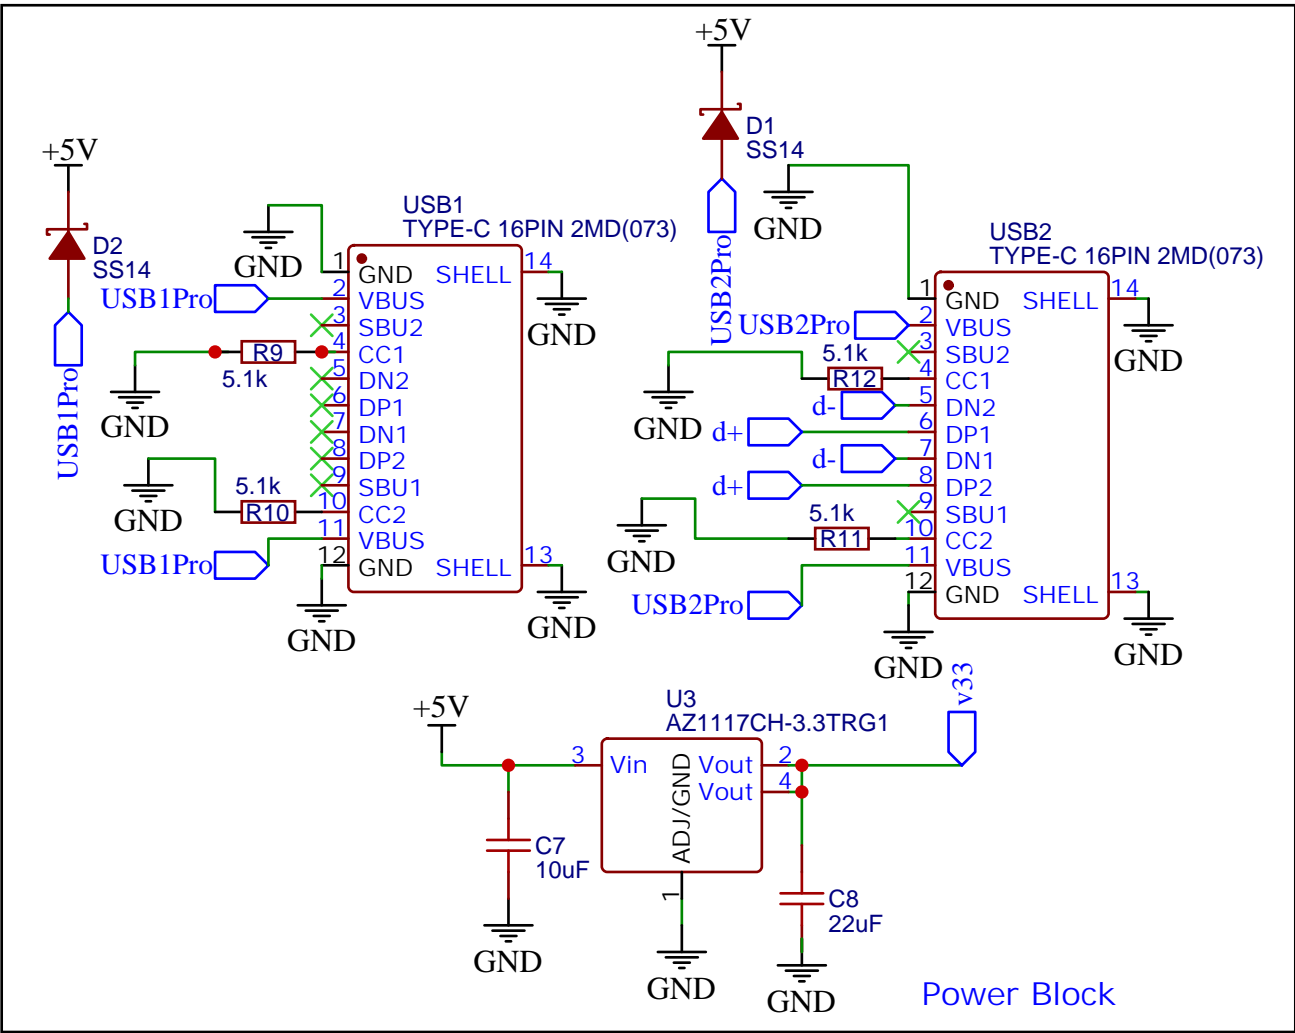 +5V
D1
SS14
GND
USB2Pro
+5V
D2
SS14
USB1Pro
GND
USB1
TYPE-C 16PIN 2MD(073)
1 GND SHELL 14
USB1Pro 2 VBUS
GND
3 SBU2
R9 4 CC1
5.1k
GND
5 DN2
6 DP1
7 DN1
8 DP2
9 SBU1
5.1k
R10 10 CC2
GND
USB1Pro 11 VBUS
12 GND SHELL 13
GND
GND
USB2
TYPE-C 16PIN 2MD(073)
1 GND SHELL 14
USB2Pro 2 VBUS
GND
3 SBU2
5.1k
R12 4 CC1
GND
d- 5 DN2
d+ 6 DP1
d- 7 DN1
d+ 8 DP2
9 SBU1
5.1k
R11 10 CC2
GND
11 VBUS
USB2Pro
12 GND SHELL 13
GND
GND
+5V
U3
AZ1117CH-3.3TRG1
v33
3 Vin Vout 2
Vout 4
ADJ/GND
1
C7
10uF
GND
GND
C8
22uF
GND
Power Block